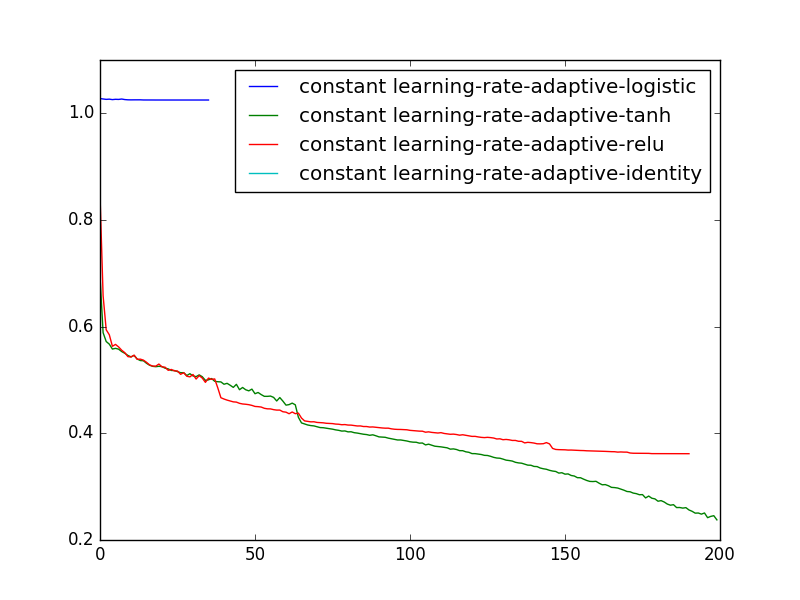 constant learning-rate-adaptive-logistic
constant learning-rate-adaptive-tanh
constant learning-rate-adaptive-relu
constant learning-rate-adaptive-identity
1.0
0.8
0.6
0.4
0.2
0 50 100 150 200